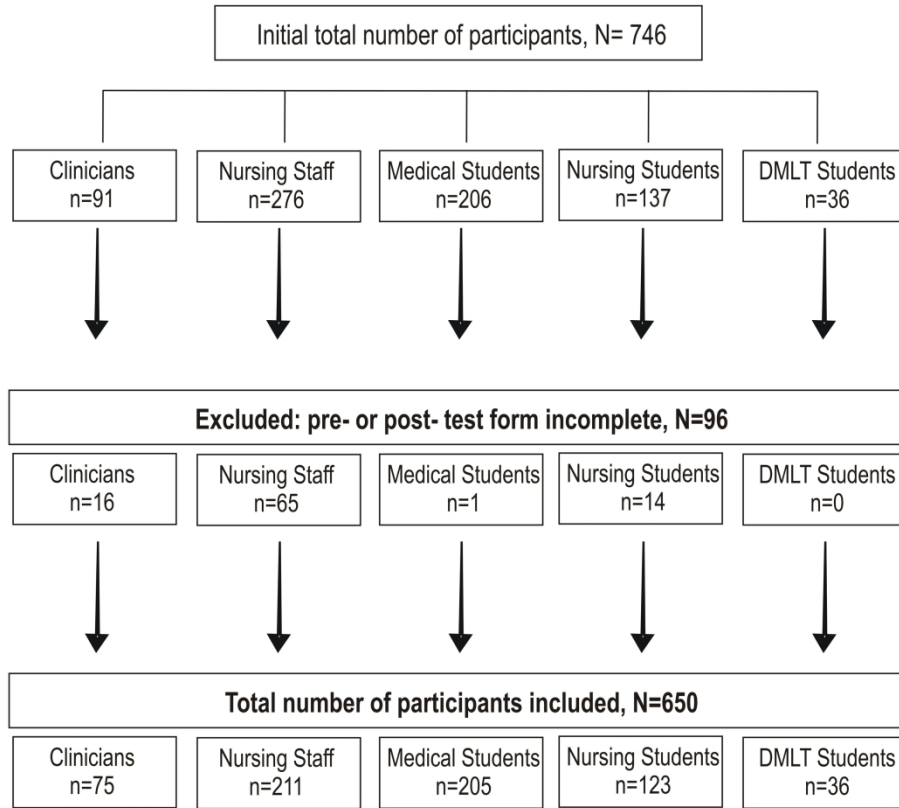 Initial total number of participants, N= 746
Clinicians
n=91
Nursing Staff
n=276
Medical Students
n=206
Nursing Students
n=137
DMLT Students
n=36
Excluded: pre- or post- test form incomplete, N=96
Clinicians
n=16
Nursing Staff
n=65
Medical Students
n=1
Nursing Students
n=14
DMLT Students
n=0
Total number of participants included, N=650
Clinicians
n=75
Nursing Staff
n=211
Medical Students
n=205
Nursing Students
n=123
DMLT Students
n=36